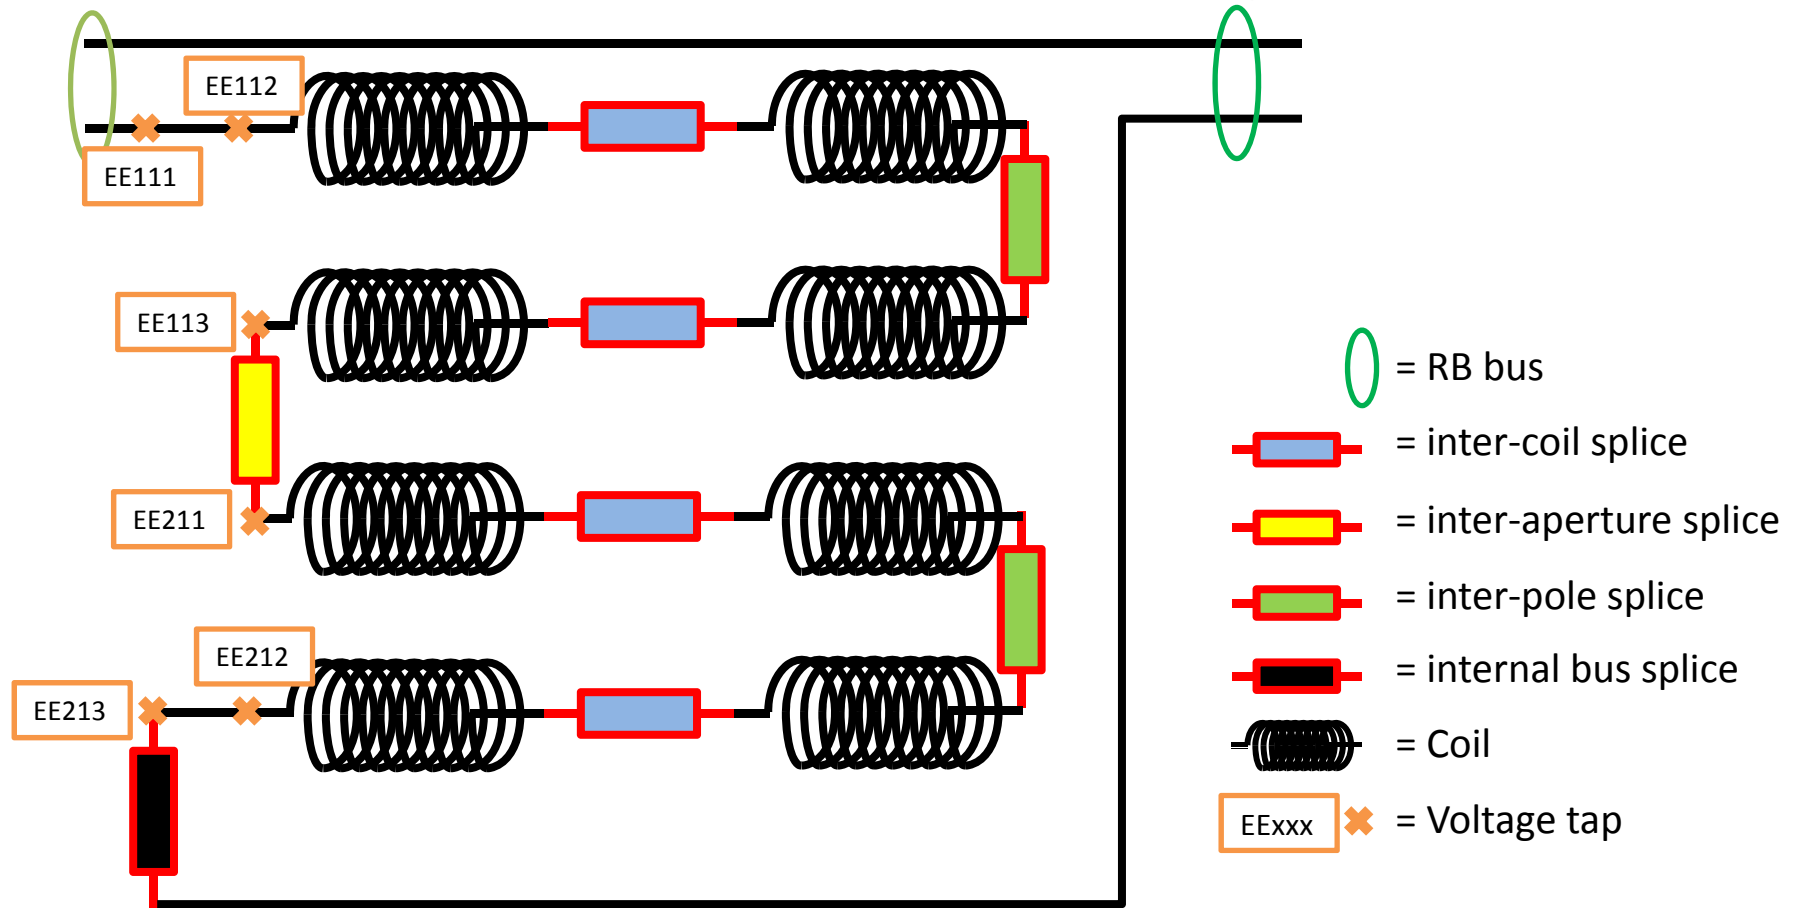 EE112
EE111
EE113
EE211
EE212
EE213
= RB bus
= inter-coil splice
= inter-aperture splice
= inter-pole splice
= internal bus splice
= Coil
EExxx = Voltage tap